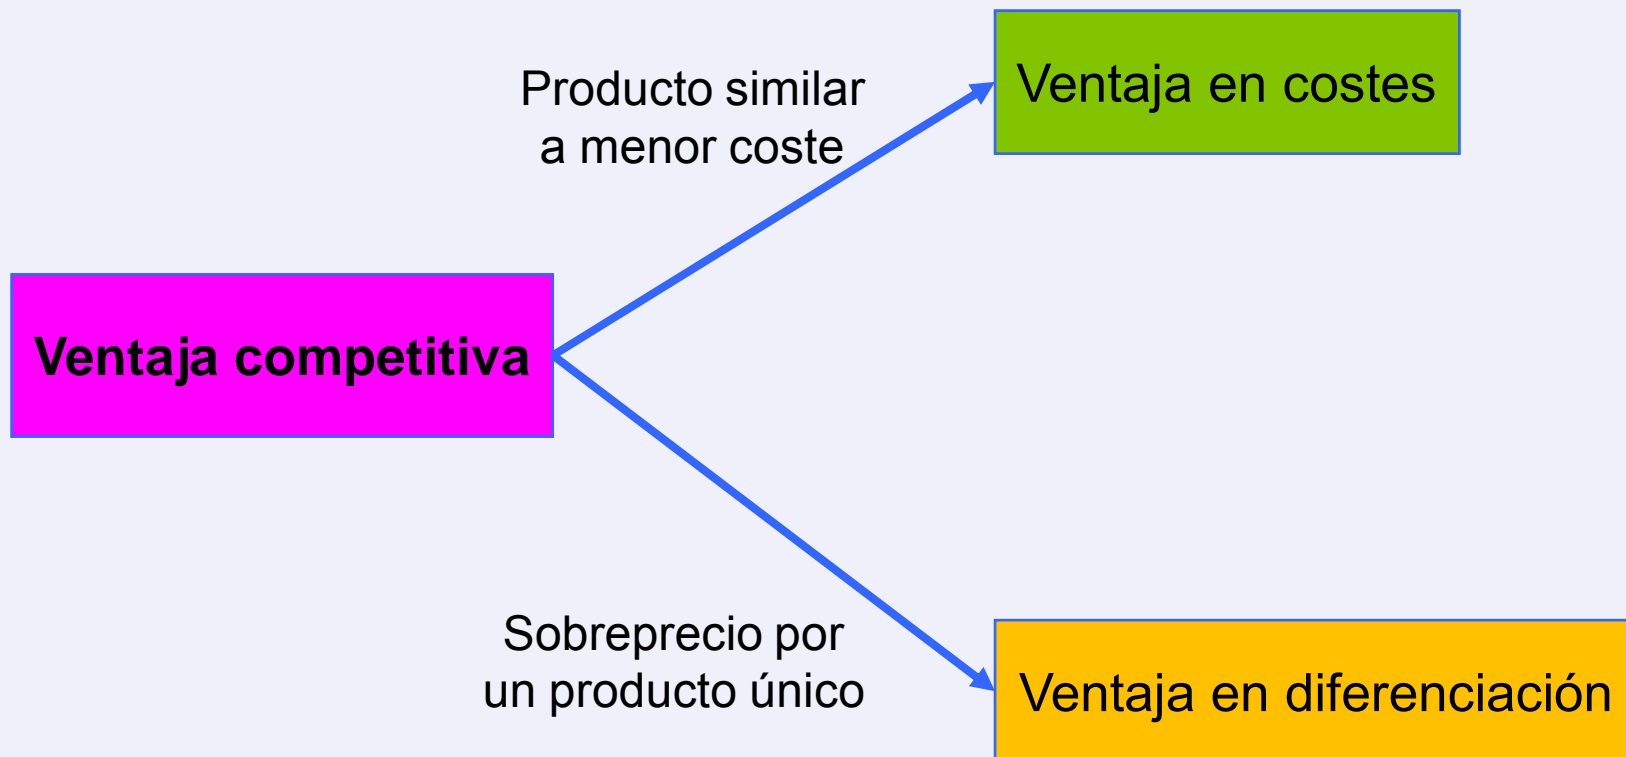 Producto similar
a menor coste
Ventaja en costes
Ventaja competitiva
Sobreprecio por
un producto único
Ventaja en diferenciación